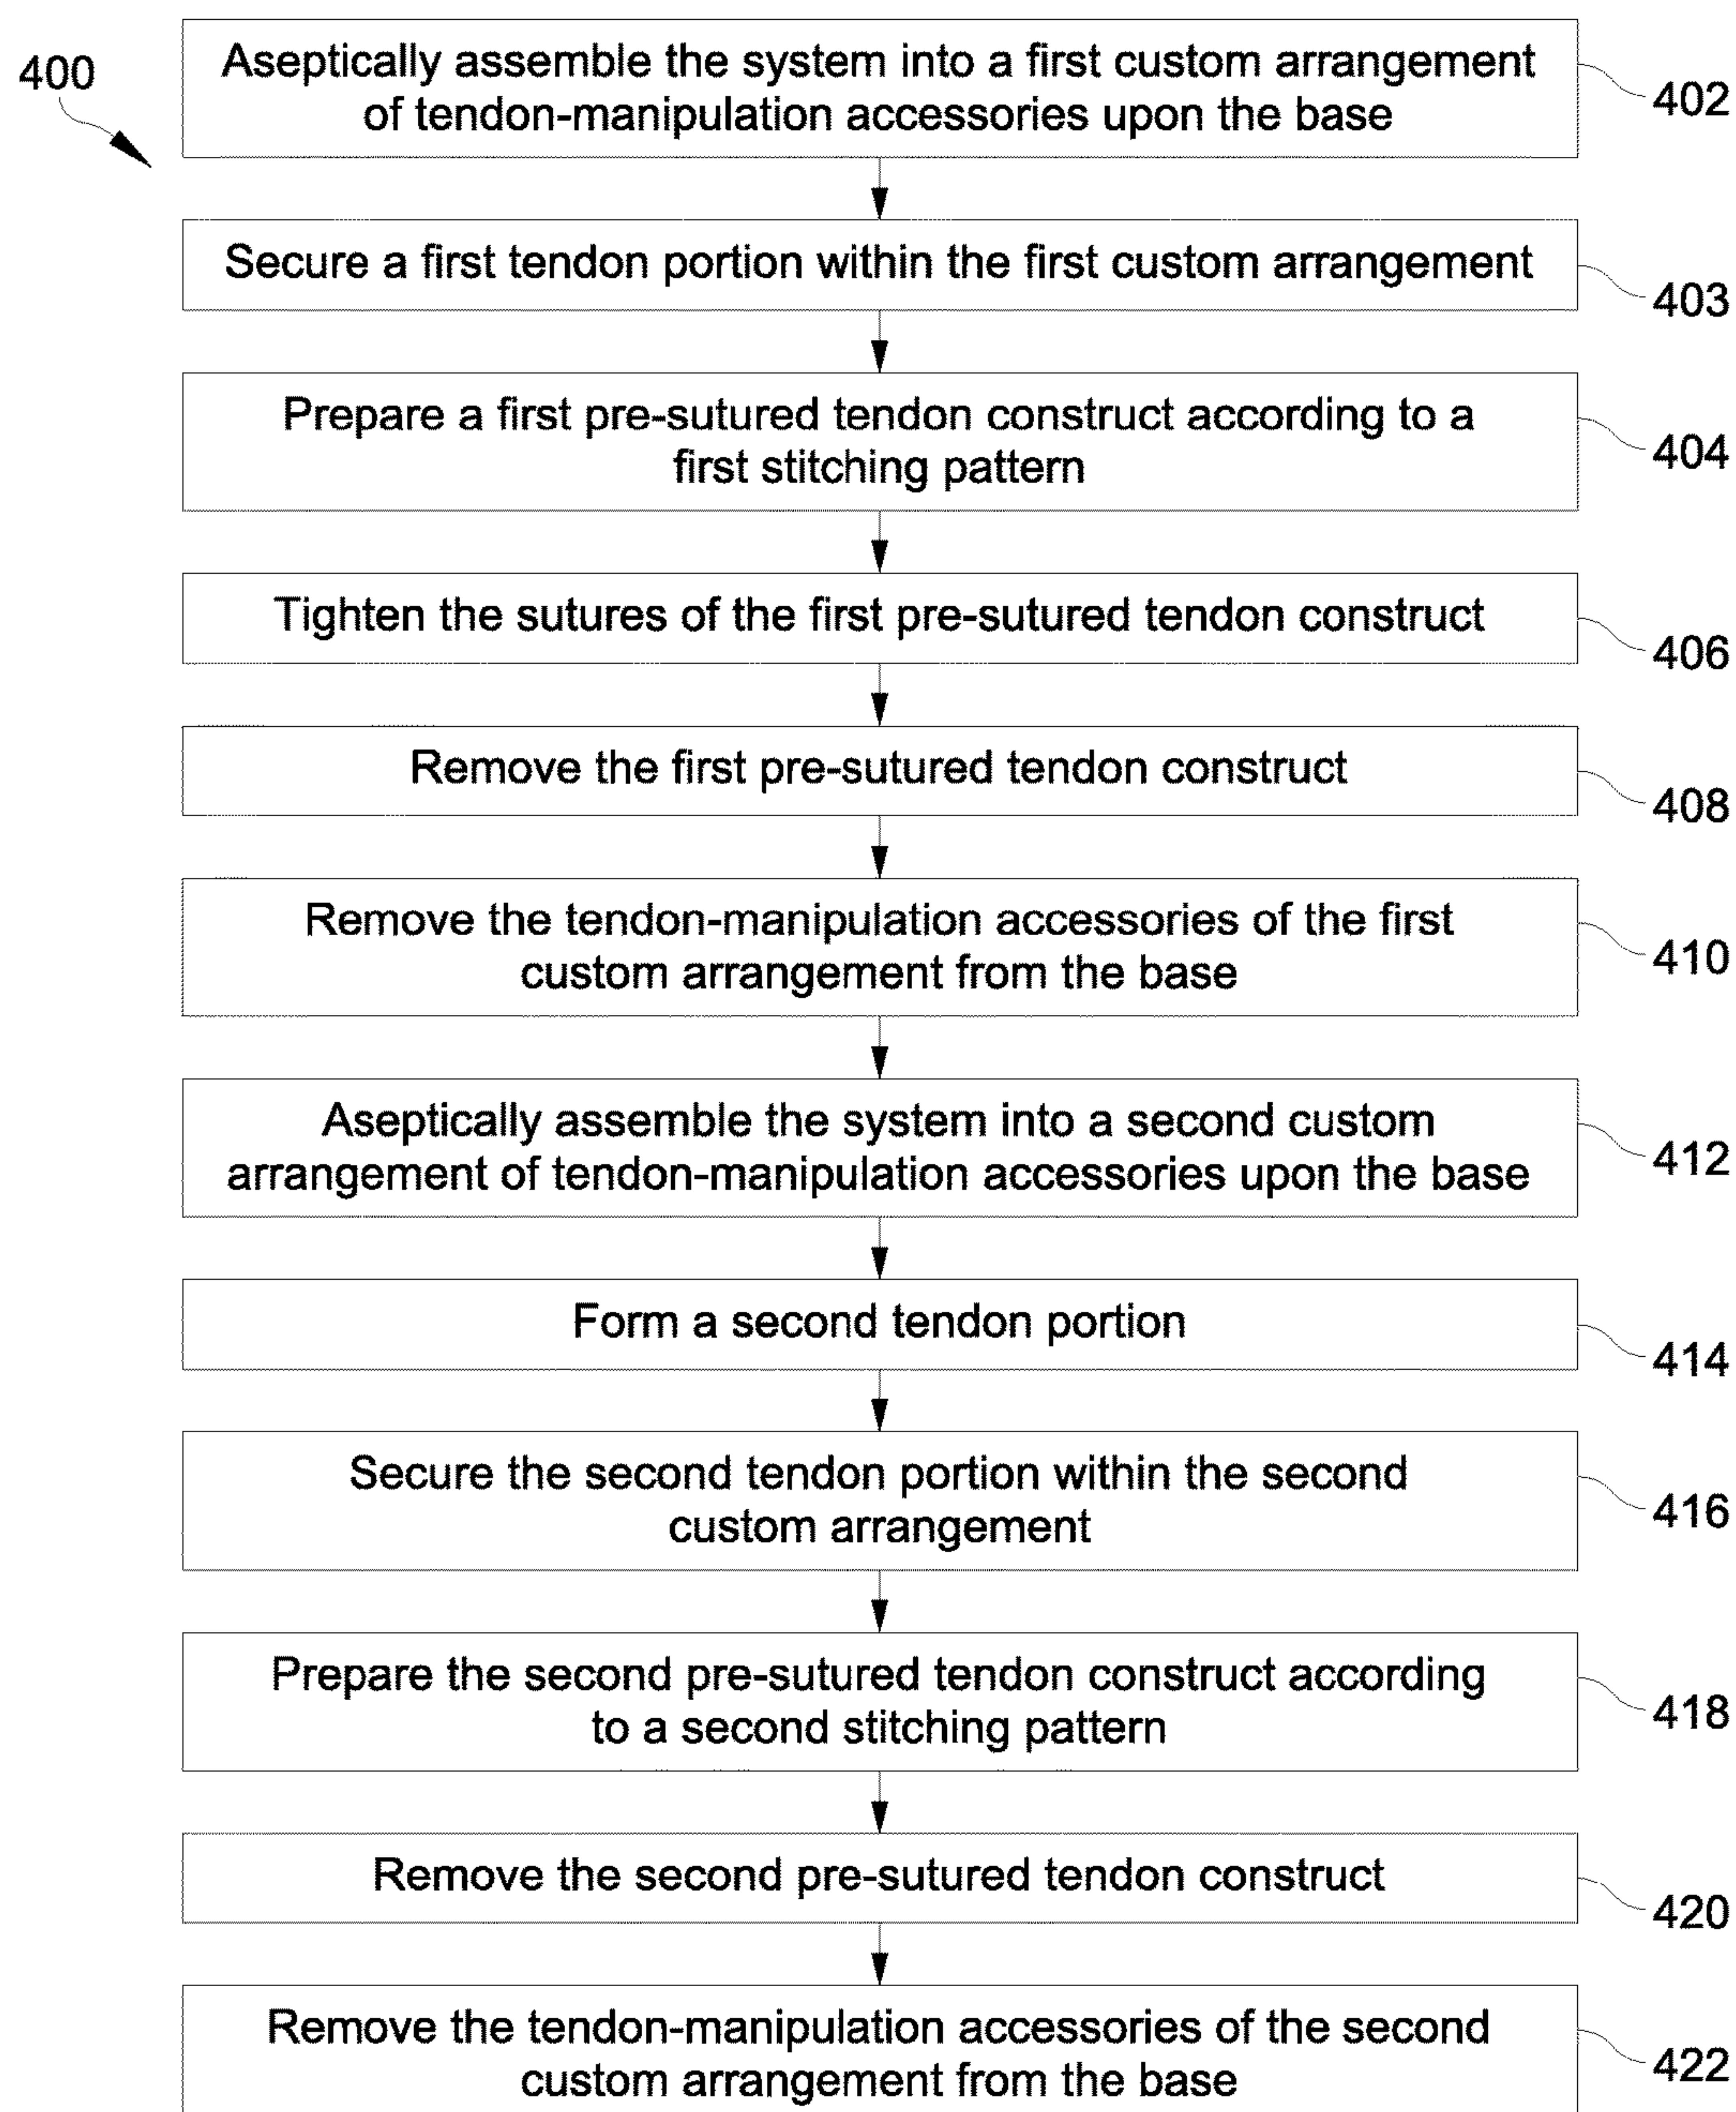 400
Aseptically assemble the system into a first custom arrangement
of tendon-manipulation accessories upon the base
402
Secure a first tendon portion within the first custom arrangement
403
Prepare a first pre-sutured tendon construct according to a
first stitching pattern
404
Tighten the sutures of the first pre-sutured tendon construct
406
Remove the first pre-sutured tendon construct
408
Remove the tendon-manipulation accessories of the first
custom arrangement from the base
410
Aseptically assemble the system into a second custom
arrangement of tendon-manipulation accessories upon the base
412
Form a second tendon portion
414
Secure the second tendon portion within the second
custom arrangement
416
Prepare the second pre-sutured tendon construct according
to a second stitching pattern
418
Remove the second pre-sutured tendon construct
420
Remove the tendon-manipulation accessories of the second
custom arrangement from the base
422